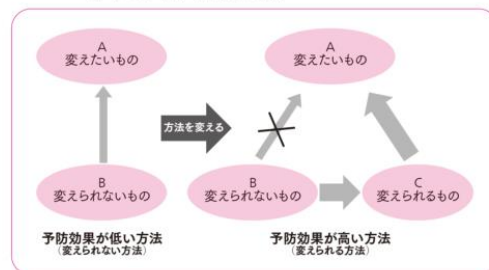 A
変えたいもの
A
変えたいもの
方法を変える
B
変えられないもの
B
変えられないもの
C
変えられるもの
予防効果が低い方法
(変えられない方法)
予防効果が高い方法
(変えられる方法)